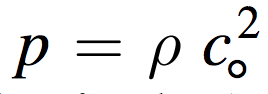 p = ρ c∘²